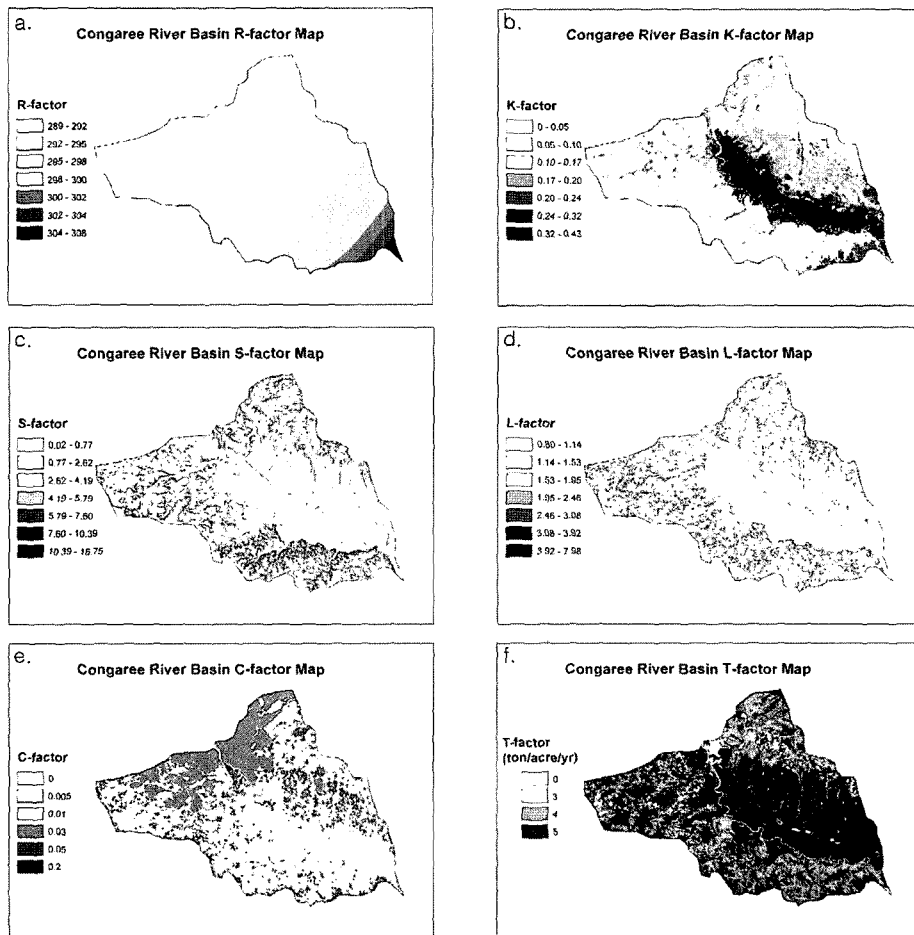 a.
Congaree River Basin R-factor Map
R-factor
289 - 292
292 - 295
295 - 298
298 - 300
300 - 302
302 - 304
304 - 308
b.
Congaree River Basin K-factor Map
K-factor
0 - 0.05
0.05 - 0.10
0.10 - 0.17
0.17 - 0.20
0.20 - 0.24
0.24 - 0.32
0.32 - 0.43
c.
Congaree River Basin S-factor Map
S-factor
0.02 - 0.77
0.77 - 2.62
2.62 - 4.19
4.19 - 5.79
5.79 - 7.60
7.60 - 10.39
10.39 - 16.75
d.
Congaree River Basin L-factor Map
L-factor
0.80 - 1.14
1.14 - 1.53
1.53 - 1.95
1.95 - 2.46
2.46 - 3.08
3.08 - 3.92
3.92 - 7.98
e.
Congaree River Basin C-factor Map
C-factor
0
0.005
0.01
0.03
0.05
0.2
f.
Congaree River Basin T-factor Map
T-factor
(ton/acre/yr)
0
3
4
5